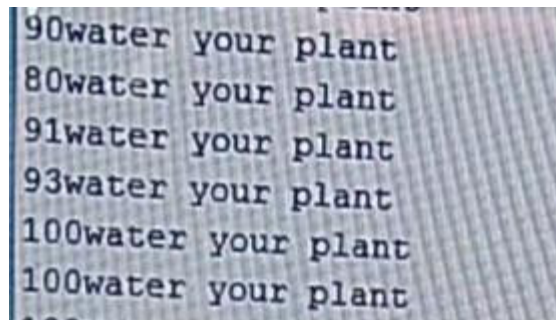 90water your plant
80water your plant
91water your plant
93water your plant
100water your plant
100water your plant